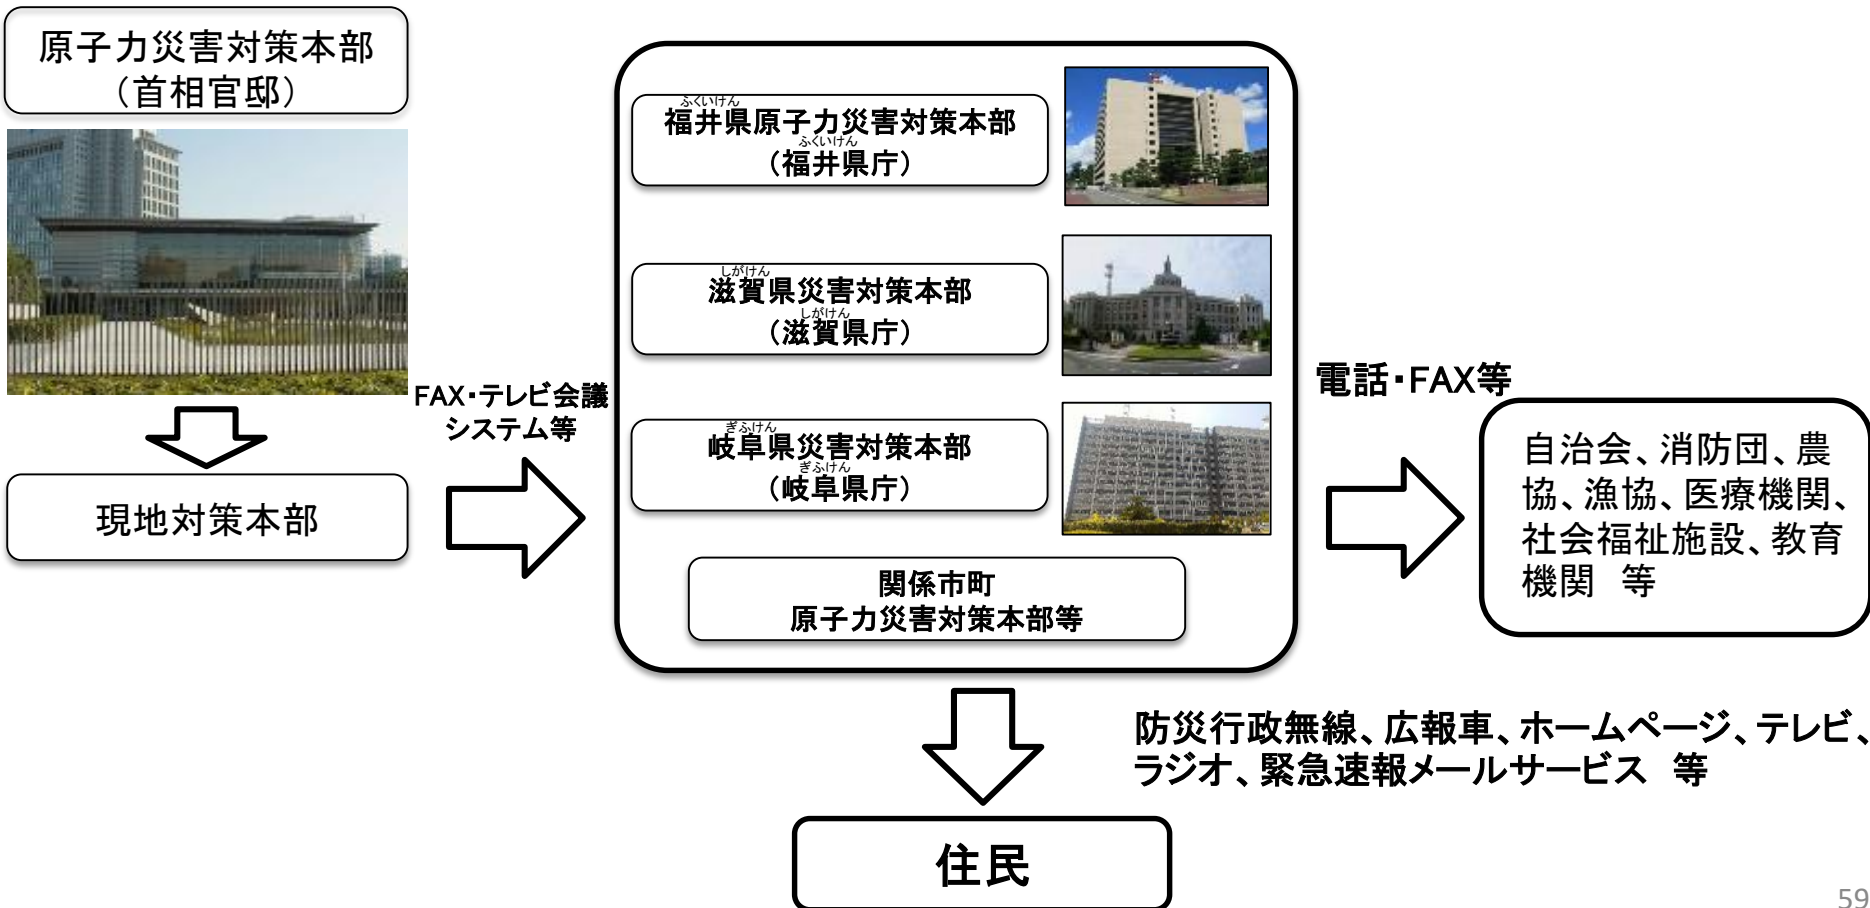 原子力災害対策本部
（首相官邸）
現地対策本部
FAX・テレビ会議
システム等
ふくいけん
福井県原子力災害対策本部
ふくいけん
（福井県庁）
しがけん
滋賀県災害対策本部
しがけん
（滋賀県庁）
ぎふけん
岐阜県災害対策本部
ぎふけん
（岐阜県庁）
関係市町
原子力災害対策本部等
電話・FAX等
自治会、消防団、農
協、漁協、医療機関、
社会福祉施設、教育
機関　等
防災行政無線、広報車、ホームページ、テレビ、
ラジオ、緊急速報メールサービス　等
住民
59